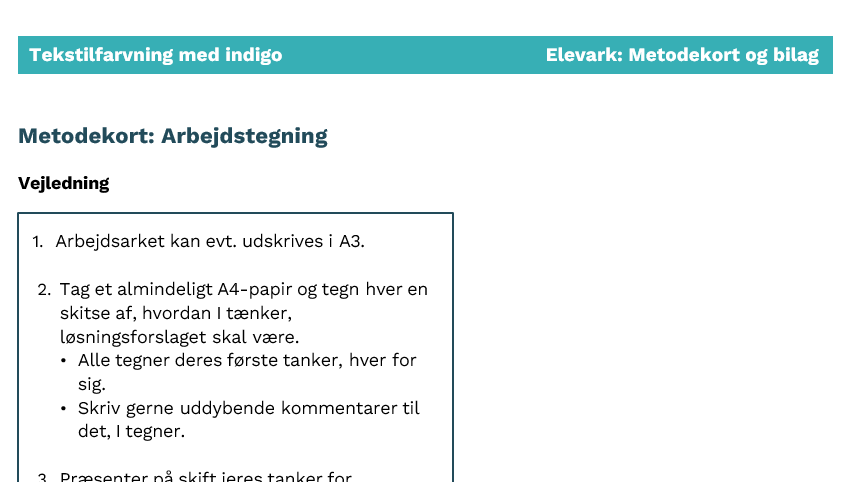 Tekstilfarvning med indigo Elevark: Metodekort og bilag
Metodekort: Arbejdstegning
Vejledning
1. Arbejdsarket kan evt. udskrives i A3.
2. Tag et almindeligt A4-papir og tegn hver en
skitse af, hvordan I tænker,
løsningsforslaget skal være.
• Alle tegner deres første tanker, hver for
sig.
• Skriv gerne uddybende kommentarer til
det, I tegner.
3. Præsenter på skift jeres tanker for